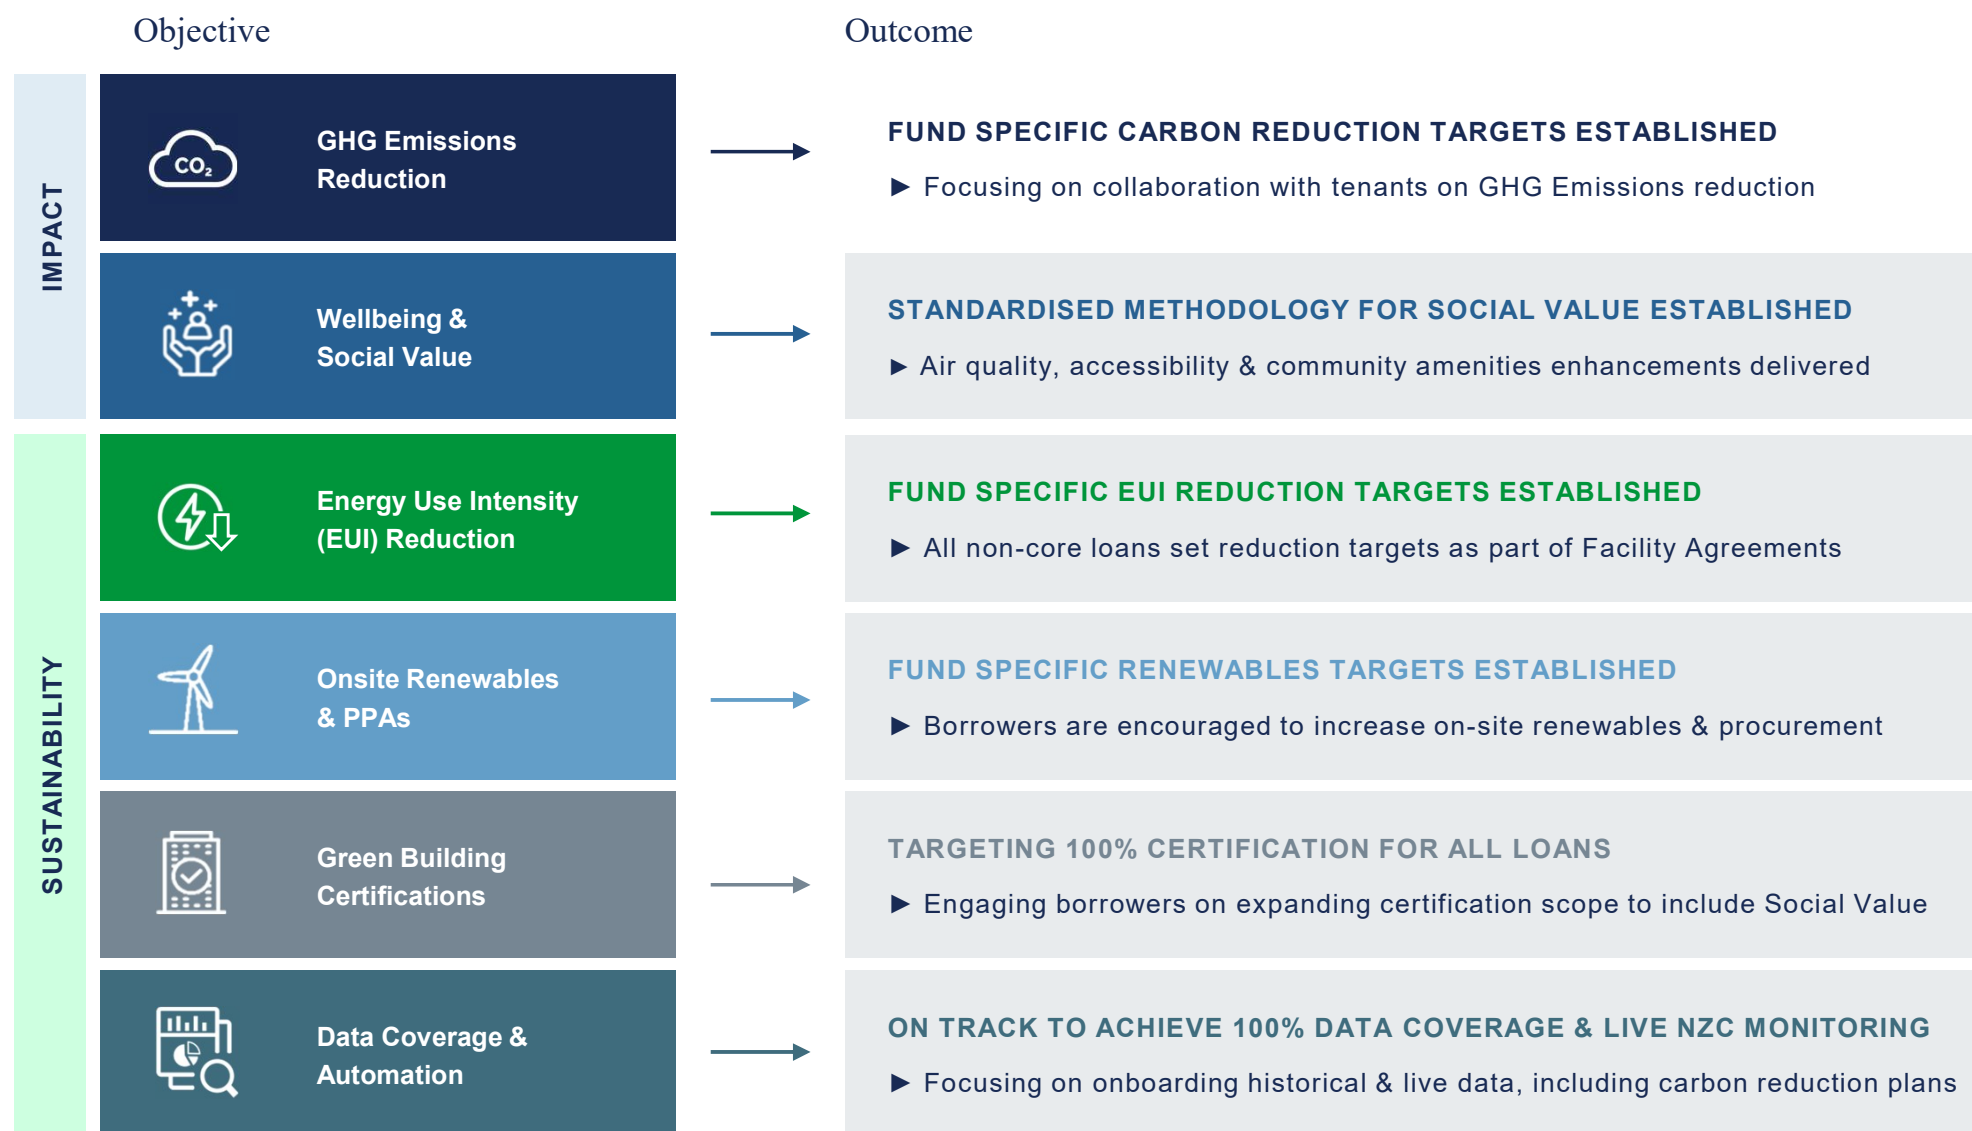 Objective
Outcome
IMPACT
CO₂
GHG Emissions
Reduction
FUND SPECIFIC CARBON REDUCTION TARGETS ESTABLISHED
► Focusing on collaboration with tenants on GHG Emissions reduction
Wellbeing &
Social Value
STANDARDISED METHODOLOGY FOR SOCIAL VALUE ESTABLISHED
► Air quality, accessibility & community amenities enhancements delivered
SUSTAINABILITY
Energy Use Intensity
(EUI) Reduction
FUND SPECIFIC EUI REDUCTION TARGETS ESTABLISHED
► All non-core loans set reduction targets as part of Facility Agreements
Onsite Renewables
& PPAs
FUND SPECIFIC RENEWABLES TARGETS ESTABLISHED
► Borrowers are encouraged to increase on-site renewables & procurement
Green Building
Certifications
TARGETING 100% CERTIFICATION FOR ALL LOANS
► Engaging borrowers on expanding certification scope to include Social Value
Data Coverage &
Automation
ON TRACK TO ACHIEVE 100% DATA COVERAGE & LIVE NZC MONITORING
► Focusing on onboarding historical & live data, including carbon reduction plans